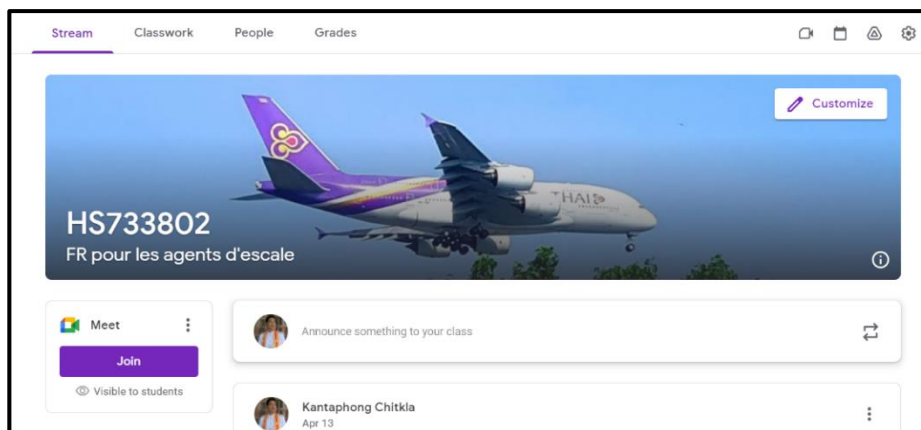 Stream Classwork People Grades
Customize
THAI
HS733802
FR pour les agents d'escale
Meet
Join
Visible to students
Announce something to your class
Kantaphong Chitkla
Apr 13